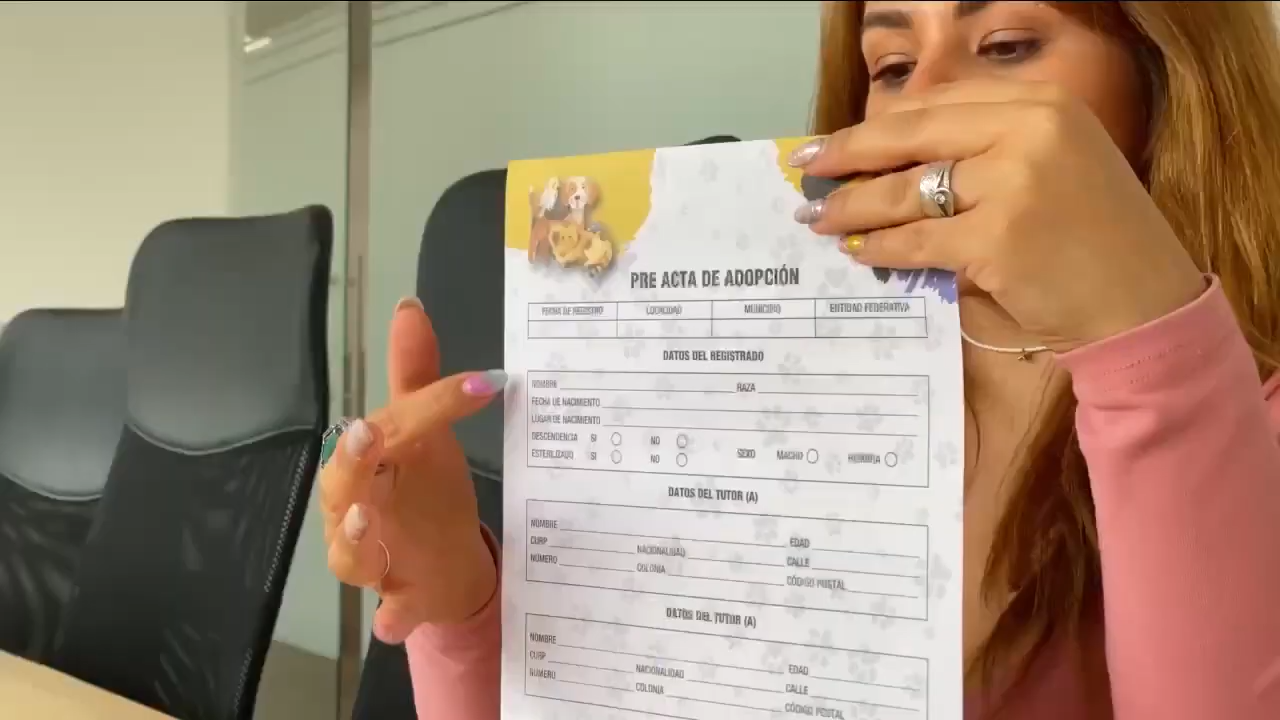 PRE ACTA DE ADOPCIÓN
FECHA DE REGISTRO LOCALIDAD MUNICIPIO ENTIDAD FEDERATIVA
DATOS DEL REGISTRADO
NOMBRE RAZA
FECHA DE NACIMIENTO
LUGAR DE NACIMIENTO
DESCENDENCIA SI NO
ESTERILIZADO SI NO SEXO MACHO HEMBRA
DATOS DEL TUTOR (A)
NOMBRE EDAD
CURP NACIONALIDAD CALLE
NÚMERO COLONIA CÓDIGO POSTAL
DATOS DEL TUTOR (A)
NOMBRE EDAD
CURP NACIONALIDAD CALLE
NÚMERO COLONIA CÓDIGO POSTAL